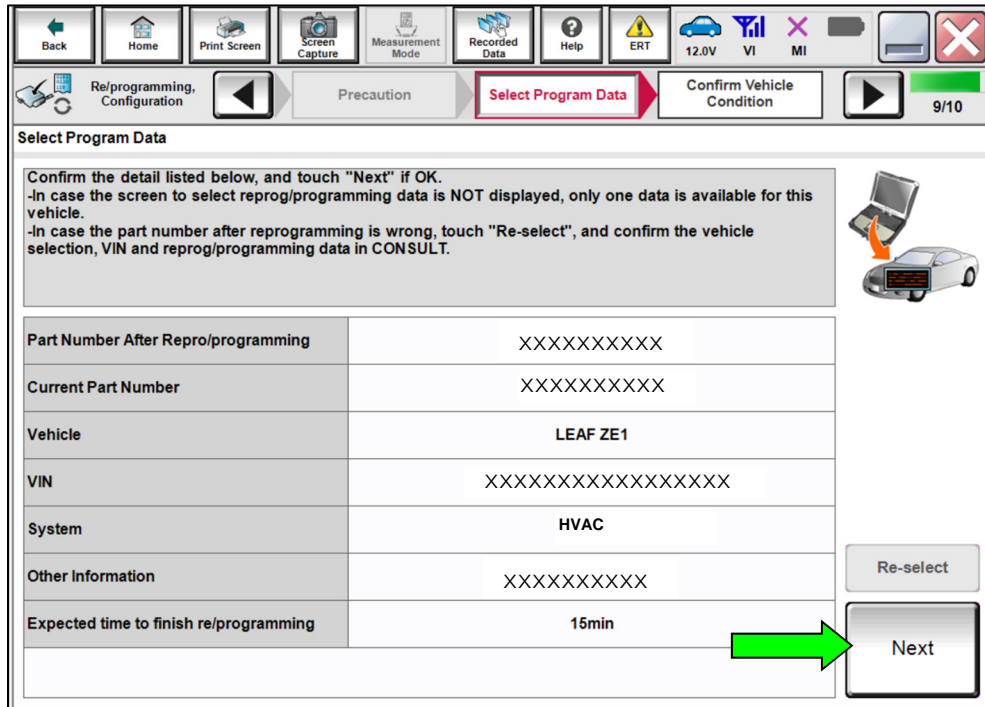 Back
Home
Print Screen
Screen
Capture
Measurement
Mode
Recorded
Data
Help
ERT
12.0V
VI
MI
Re/programming,
Configuration
Precaution
Select Program Data
Confirm Vehicle
Condition
9/10
Select Program Data
Confirm the detail listed below, and touch "Next" if OK.
-In case the screen to select reprog/programming data is NOT displayed, only one data is available for this
vehicle.
-In case the part number after reprogramming is wrong, touch "Re-select", and confirm the vehicle
selection, VIN and reprog/programming data in CONSULT.
Part Number After Repro/programming
XXXXXXXXXX
Current Part Number
XXXXXXXXXX
Vehicle
LEAF ZE1
VIN
XXXXXXXXXXXXXXXXX
System
HVAC
Other Information
XXXXXXXXXX
Expected time to finish re/programming
15min
Re-select
Next